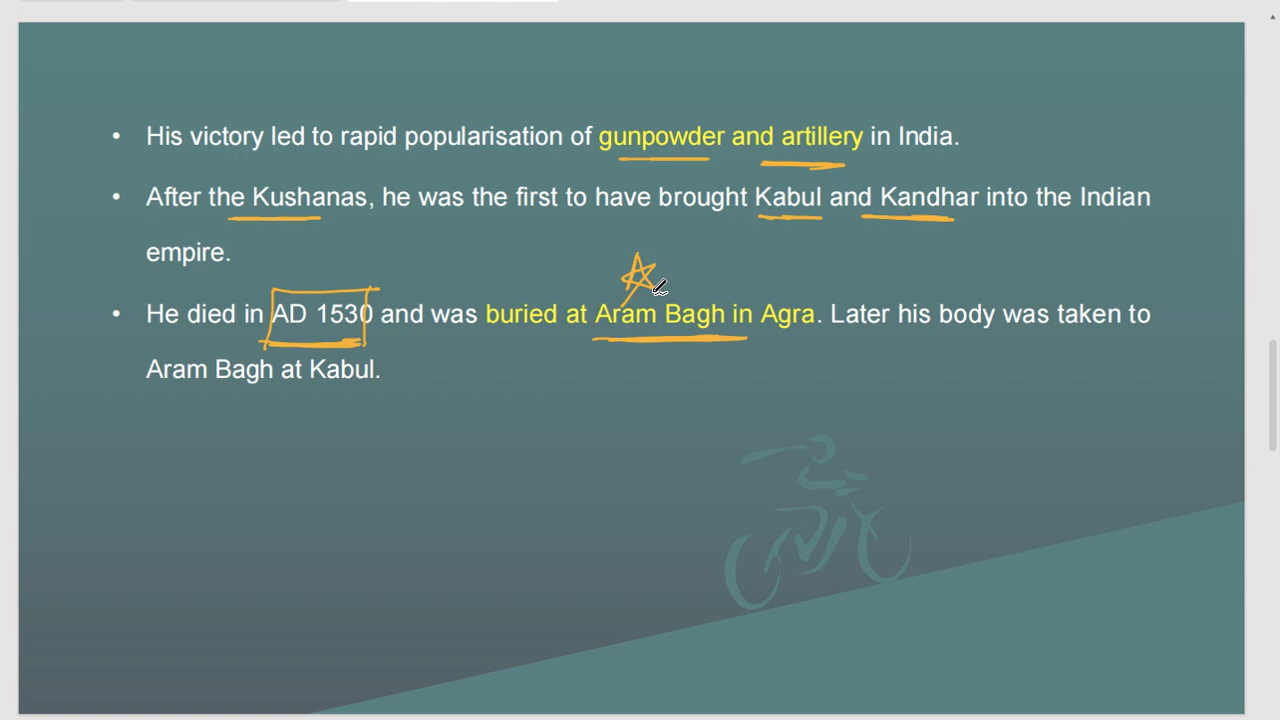 • His victory led to rapid popularisation of gunpowder and artillery in India.
• After the Kushanas, he was the first to have brought Kabul and Kandhar into the Indian
empire.
• He died in AD 1530 and was buried at Aram Bagh in Agra. Later his body was taken to
Aram Bagh at Kabul.